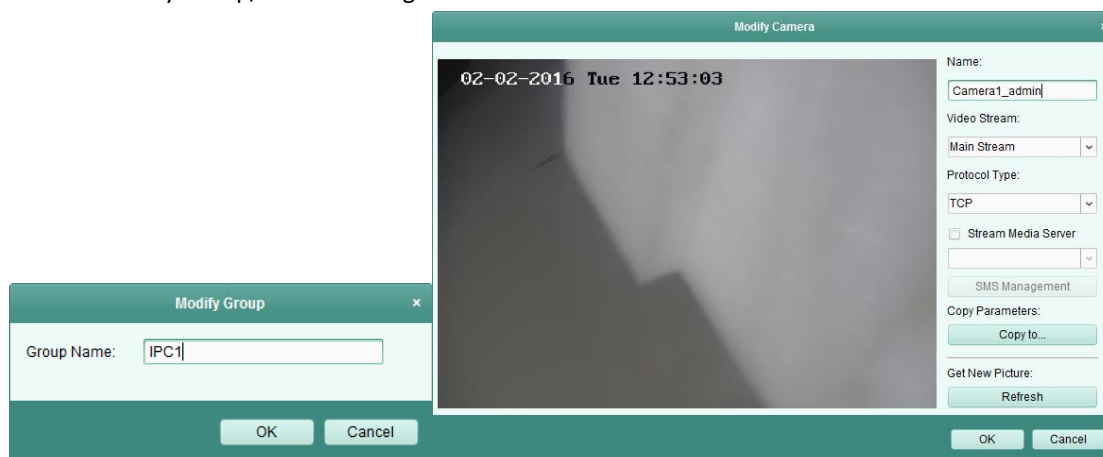 Modify Camera
02-02-2016 Tue 12:53:03
Name:
Camera1_admin
Video Stream:
Main Stream
Protocol Type:
TCP
Stream Media Server
SMS Management
Copy Parameters:
Copy to...
Get New Picture:
Refresh
OK Cancel
Modify Group ×
Group Name: IPC1
OK Cancel